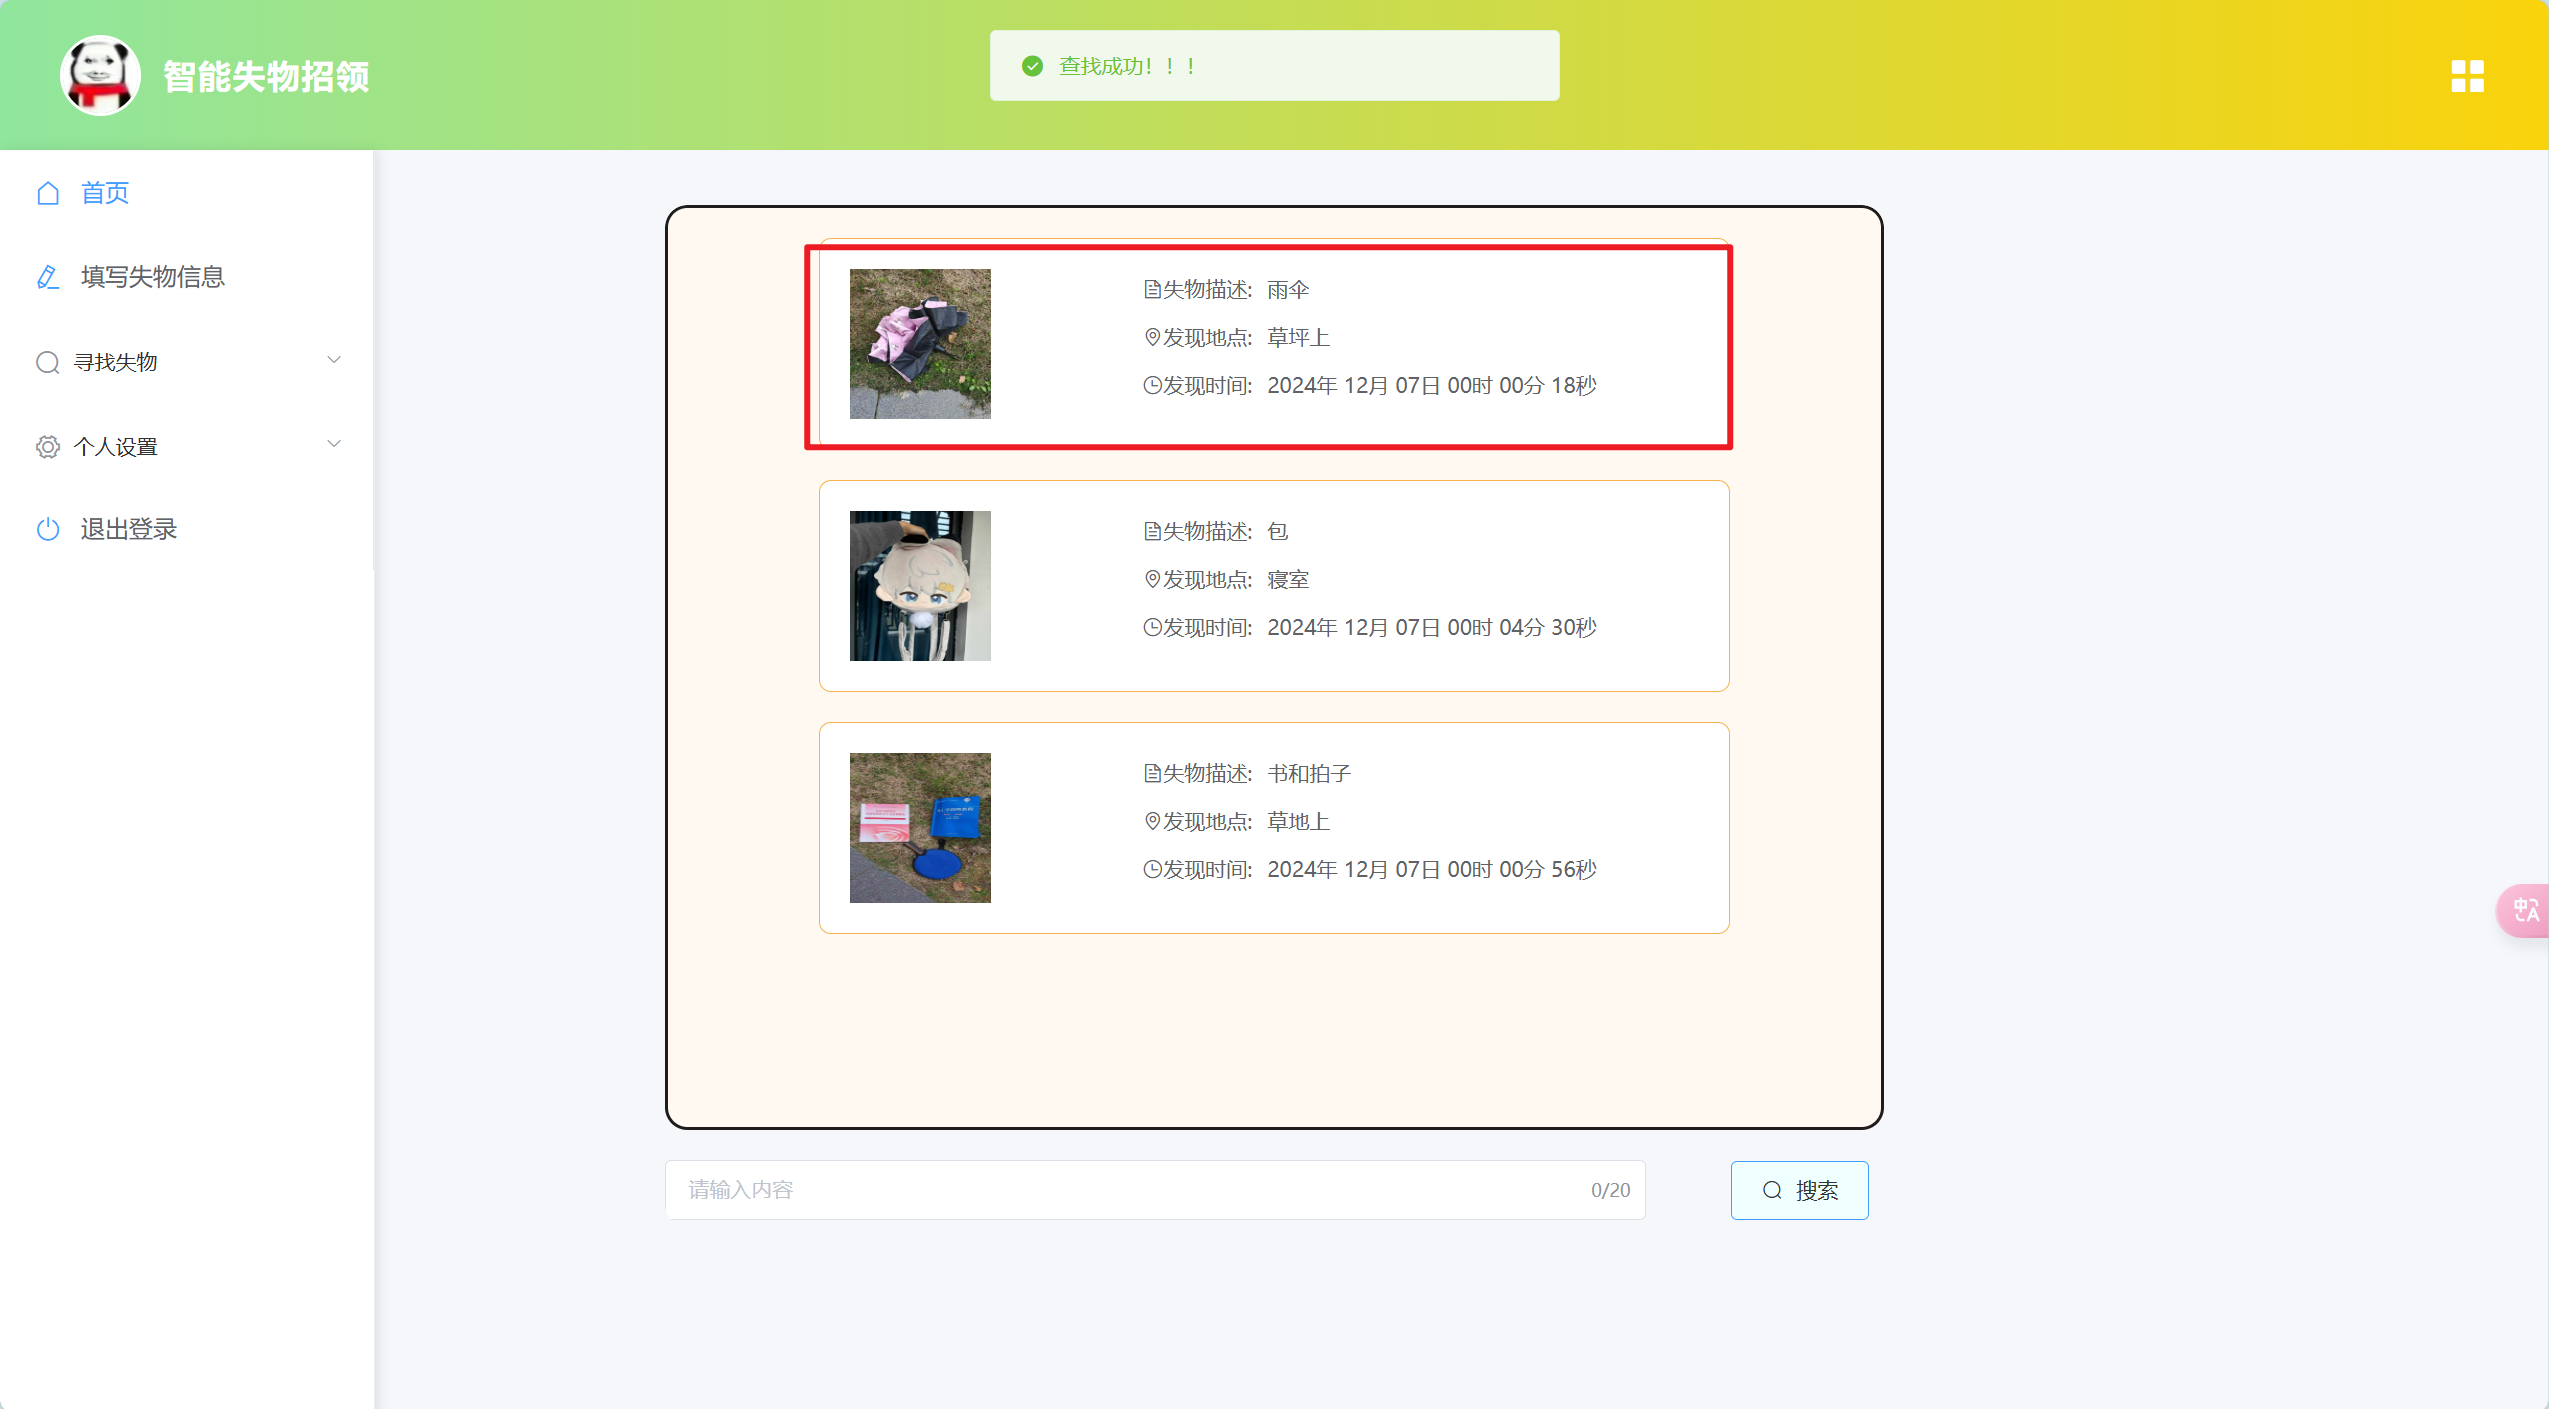 智能失物招领
查找成功！！！
首页
填写失物信息
寻找失物
个人设置
退出登录
失物描述: 雨伞
发现地点: 草坪上
发现时间: 2024年 12月 07日 00时 00分 18秒
失物描述: 包
发现地点: 寝室
发现时间: 2024年 12月 07日 00时 04分 30秒
失物描述: 书和拍子
发现地点: 草地上
发现时间: 2024年 12月 07日 00时 00分 56秒
请输入内容 0/20
搜索
中A